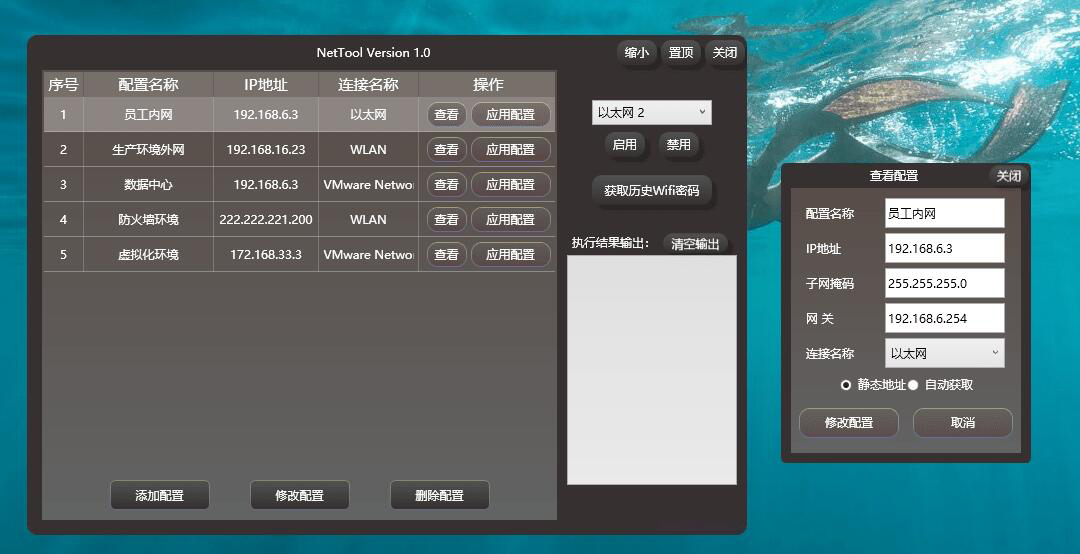 NetTool Version 1.0
缩小 置顶 关闭
序号 配置名称 IP地址 连接名称 操作
1 员工内网 192.168.6.3 以太网 查看 应用配置
2 生产环境外网 192.168.16.23 WLAN 查看 应用配置
3 数据中心 192.168.6.3 VMware Networ 查看 应用配置
4 防火墙环境 222.222.221.200 WLAN 查看 应用配置
5 虚拟化环境 172.168.33.3 VMware Networ 查看 应用配置
添加配置 修改配置 删除配置
以太网 2
启用 禁用
获取历史Wifi密码
执行结果输出: 清空输出
查看配置 关闭
配置名称 员工内网
IP地址 192.168.6.3
子网掩码 255.255.255.0
网 关 192.168.6.254
连接名称 以太网
静态地址 自动获取
修改配置 取消